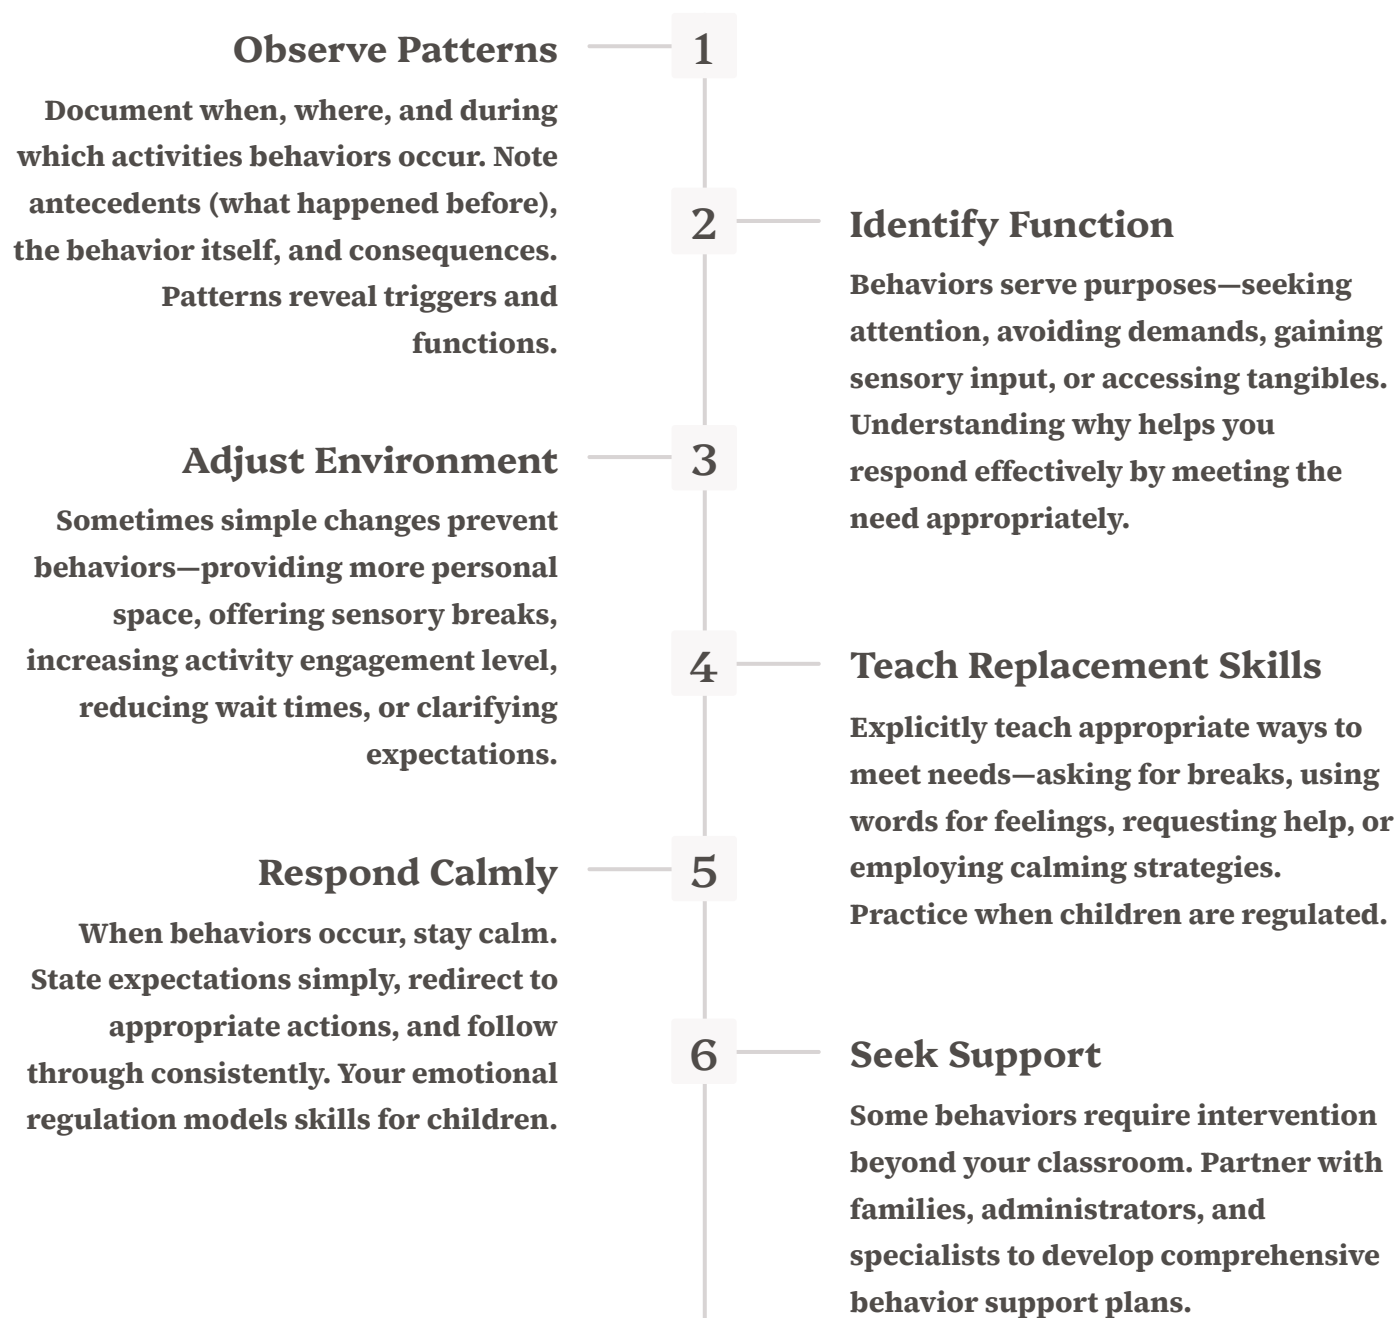 1
Observe Patterns
Document when, where, and during
which activities behaviors occur. Note
antecedents (what happened before),
the behavior itself, and consequences.
Patterns reveal triggers and
functions.
2
Identify Function
Behaviors serve purposes—seeking
attention, avoiding demands, gaining
sensory input, or accessing tangibles.
Understanding why helps you
respond effectively by meeting the
need appropriately.
3
Adjust Environment
Sometimes simple changes prevent
behaviors—providing more personal
space, offering sensory breaks,
increasing activity engagement level,
reducing wait times, or clarifying
expectations.
4
Teach Replacement Skills
Explicitly teach appropriate ways to
meet needs—asking for breaks, using
words for feelings, requesting help, or
employing calming strategies.
Practice when children are regulated.
5
Respond Calmly
When behaviors occur, stay calm.
State expectations simply, redirect to
appropriate actions, and follow
through consistently. Your emotional
regulation models skills for children.
6
Seek Support
Some behaviors require intervention
beyond your classroom. Partner with
families, administrators, and
specialists to develop comprehensive
behavior support plans.